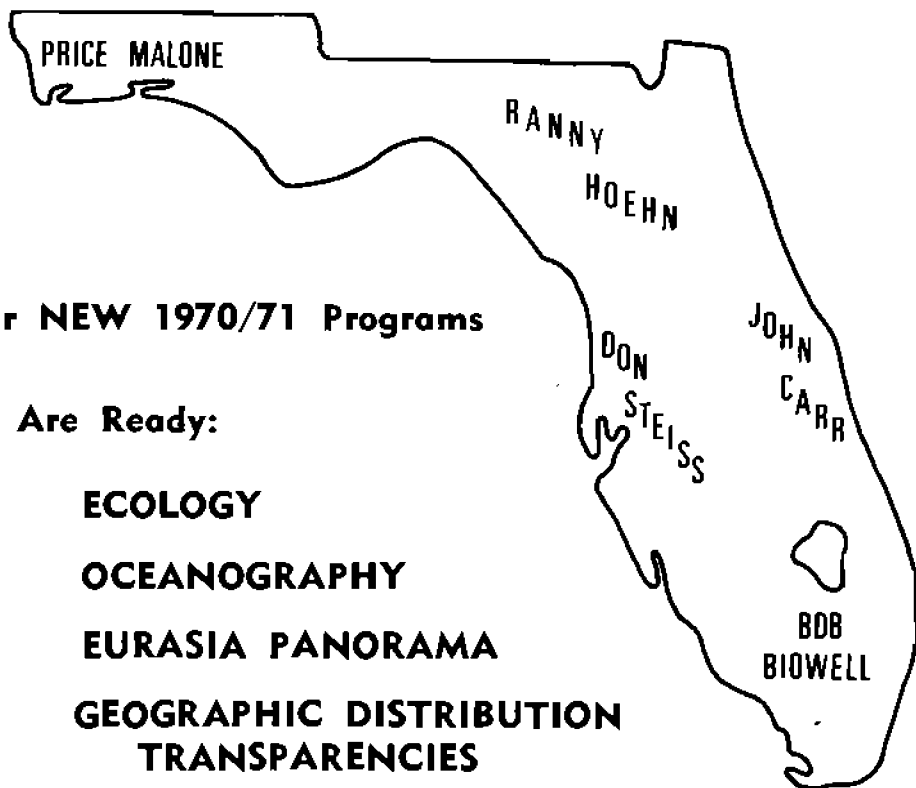 PRICE MALONE
RANNY
HOEHN
r NEW 1970/71 Programs
DON
STEISS
JOHN
CARR
Are Ready:
ECOLOGY
OCEANOGRAPHY
EURASIA PANORAMA
BOB
BIOWELL
GEOGRAPHIC DISTRIBUTION
TRANSPARENCIES